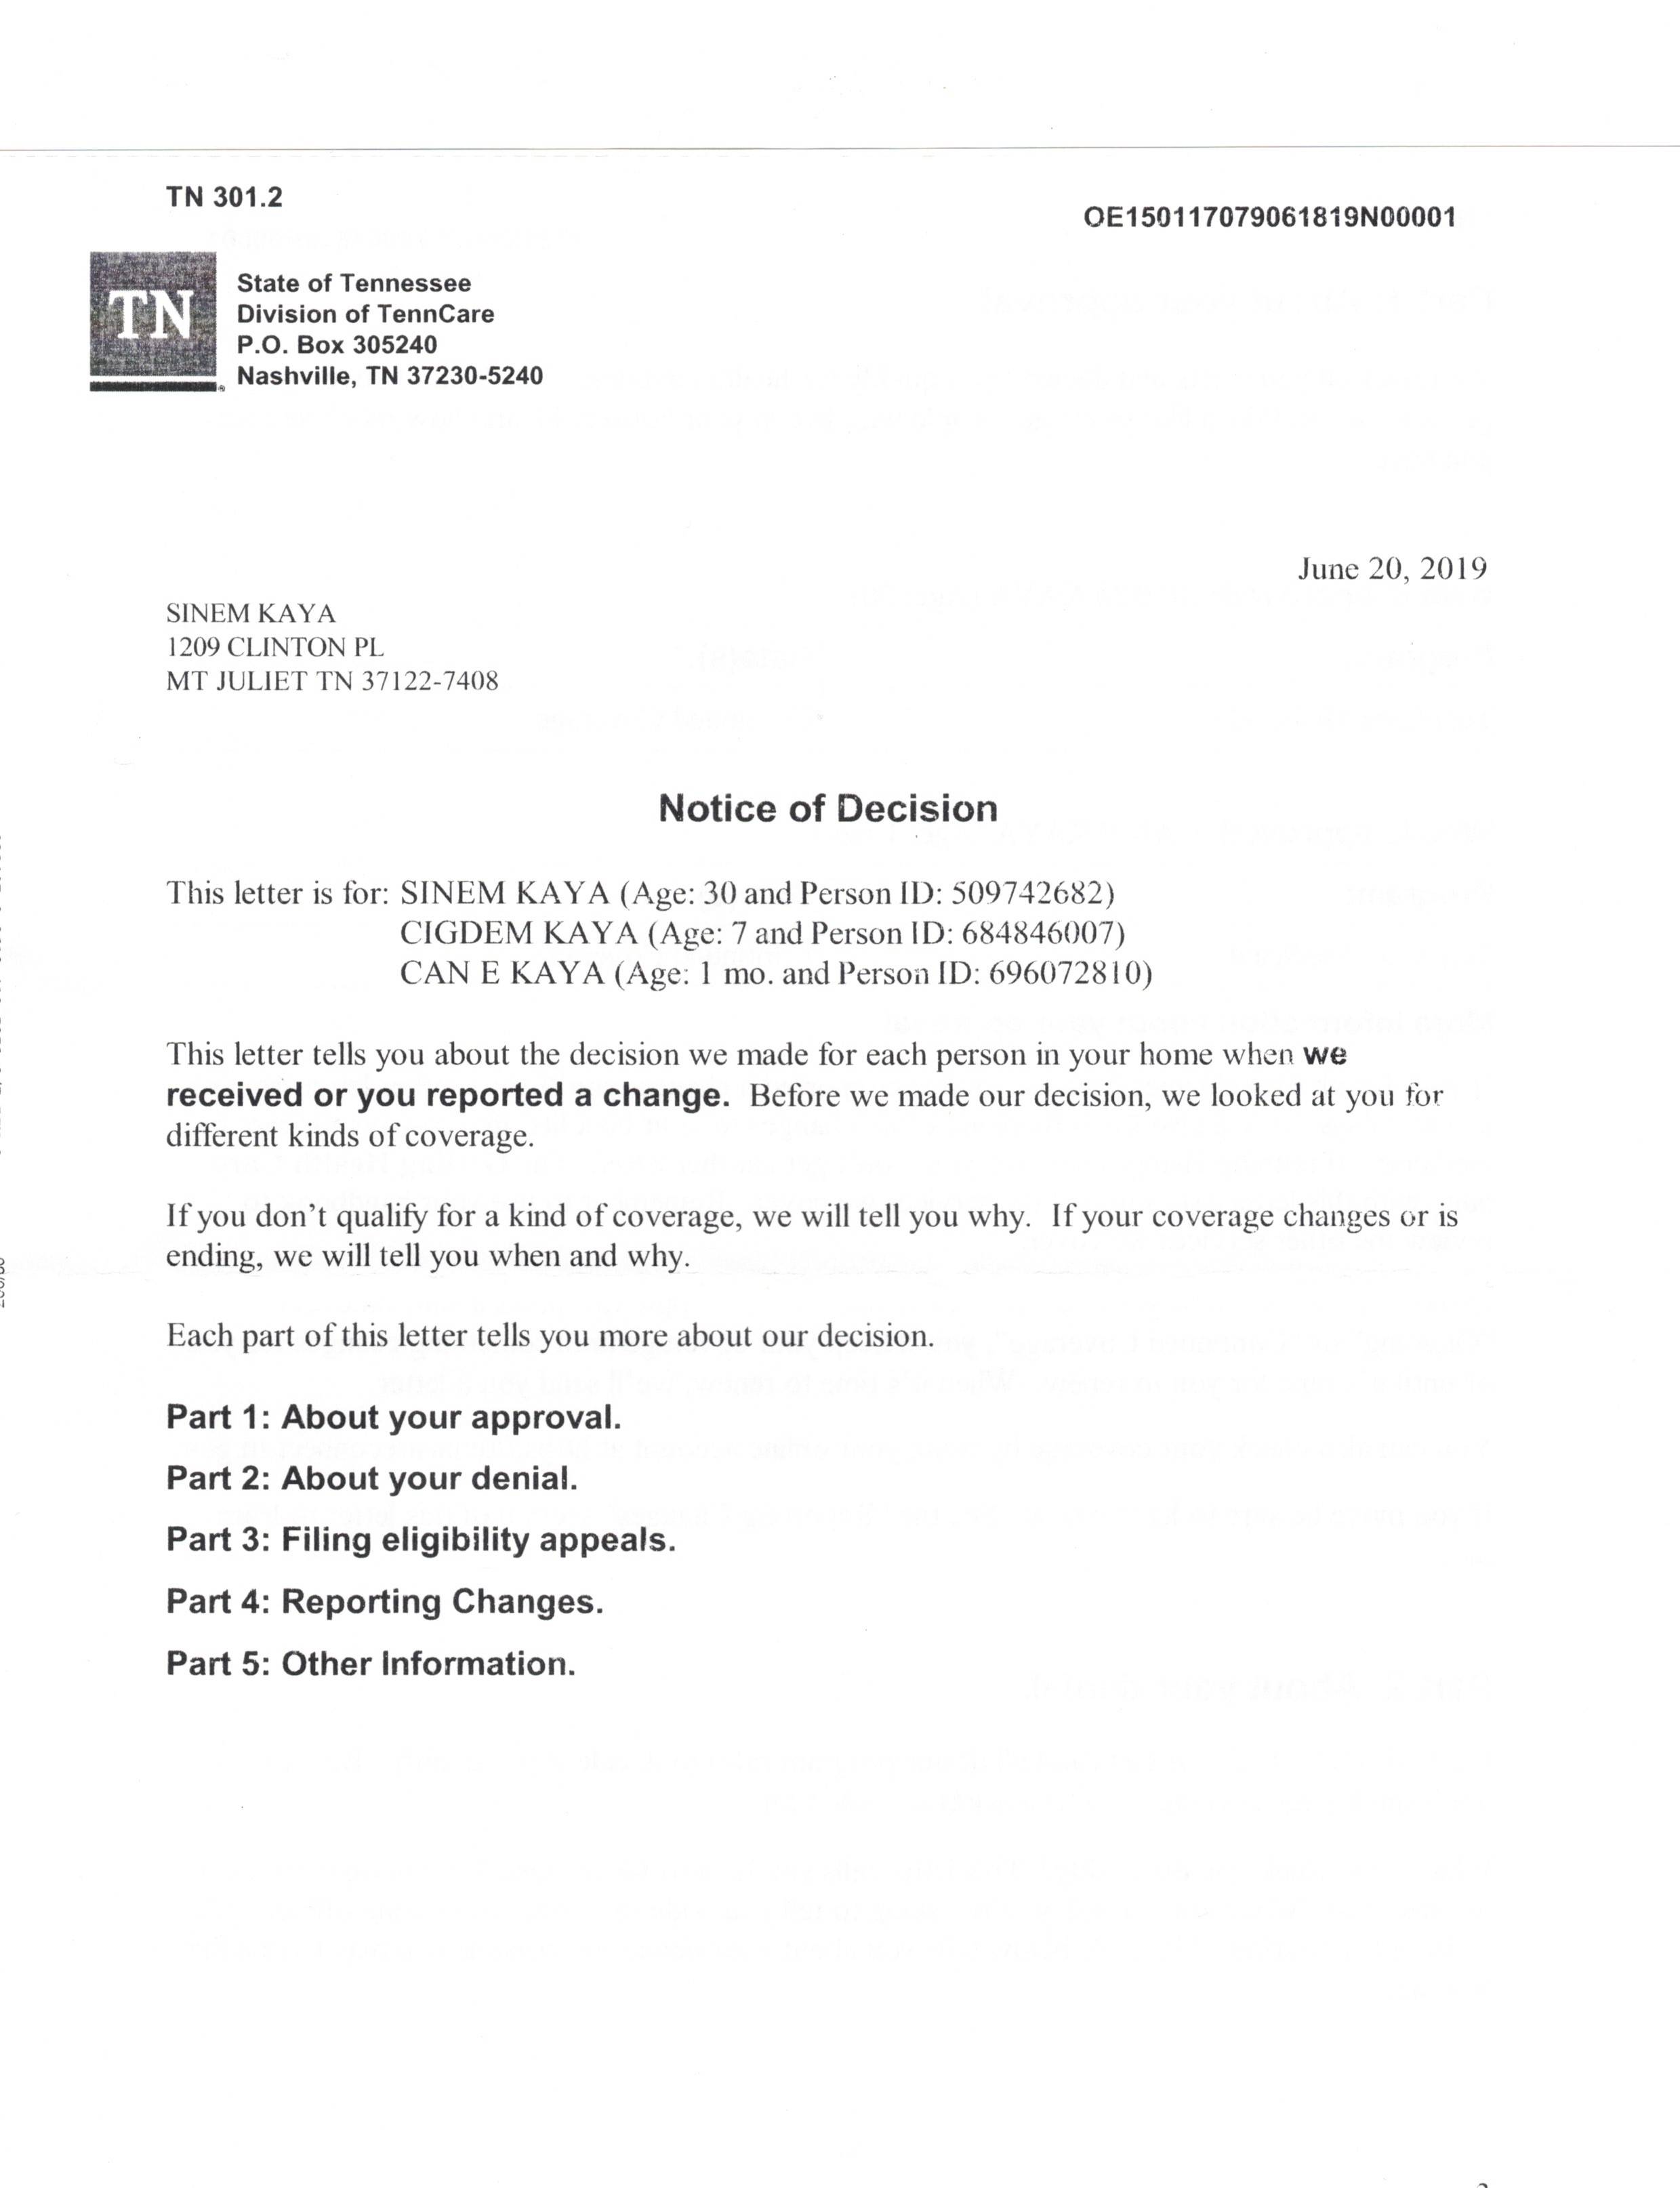 TN 301.2
OE150117079061819N00001
TN
State of Tennessee
Division of TennCare
P.O. Box 305240
Nashville, TN 37230-5240
June 20, 2019
SINEM KAYA
1209 CLINTON PL
MT JULIET TN 37122-7408
Notice of Decision
This letter is for: SINEM KAYA (Age: 30 and Person ID: 509742682)
CIGDEM KAYA (Age: 7 and Person ID: 684846007)
CAN E KAYA (Age: 1 mo. and Person ID: 696072810)
This letter tells you about the decision we made for each person in your home when we
received or you reported a change. Before we made our decision, we looked at you for
different kinds of coverage.
If you don’t qualify for a kind of coverage, we will tell you why. If your coverage changes or is
ending, we will tell you when and why.
Each part of this letter tells you more about our decision.
Part 1: About your approval.
Part 2: About your denial.
Part 3: Filing eligibility appeals.
Part 4: Reporting Changes.
Part 5: Other Information.